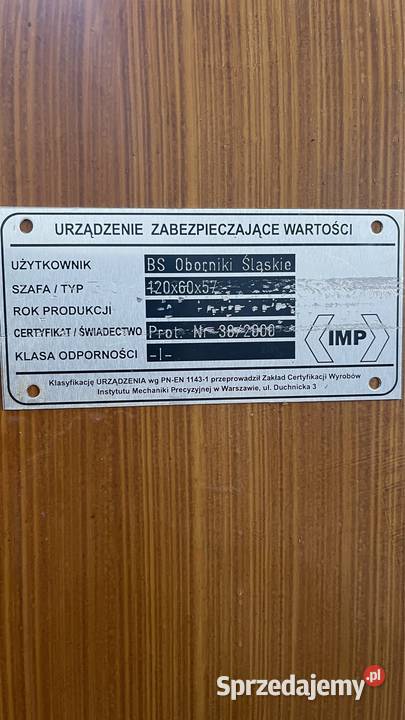 URZĄDZENIE ZABEZPIECZAJĄCE WARTOŚCI
UŻYTKOWNIK BS Oborniki Śląskie
SZAFA / TYP 120x60x57
ROK PRODUKCJI
CERTYFIKAT / ŚWIADECTWO Prot. Nr 38/2000
KLASA ODPORNOŚCI -|-
IMP
Klasyfikację URZĄDZENIA wg PN-EN 1143-1 przeprowadził Zakład Certyfikacji Wyrobów
Instytutu Mechaniki Precyzyjnej w Warszawie, ul. Duchnicka 3
Sprzedajemy.pl